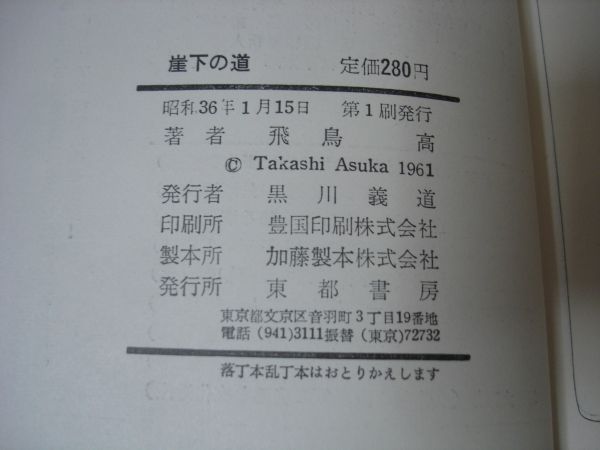 崖下の道 定価280円
昭和36年1月15日 第1刷発行
著者 飛鳥高
© Takashi Asuka 1961
発行者 黒川義道
印刷所 豊国印刷株式会社
製本所 加藤製本株式会社
発行所 東都書房
東京都文京区音羽町3丁目19番地
電話(941)3111振替(東京)72732
落丁本乱丁本はおとりかえします